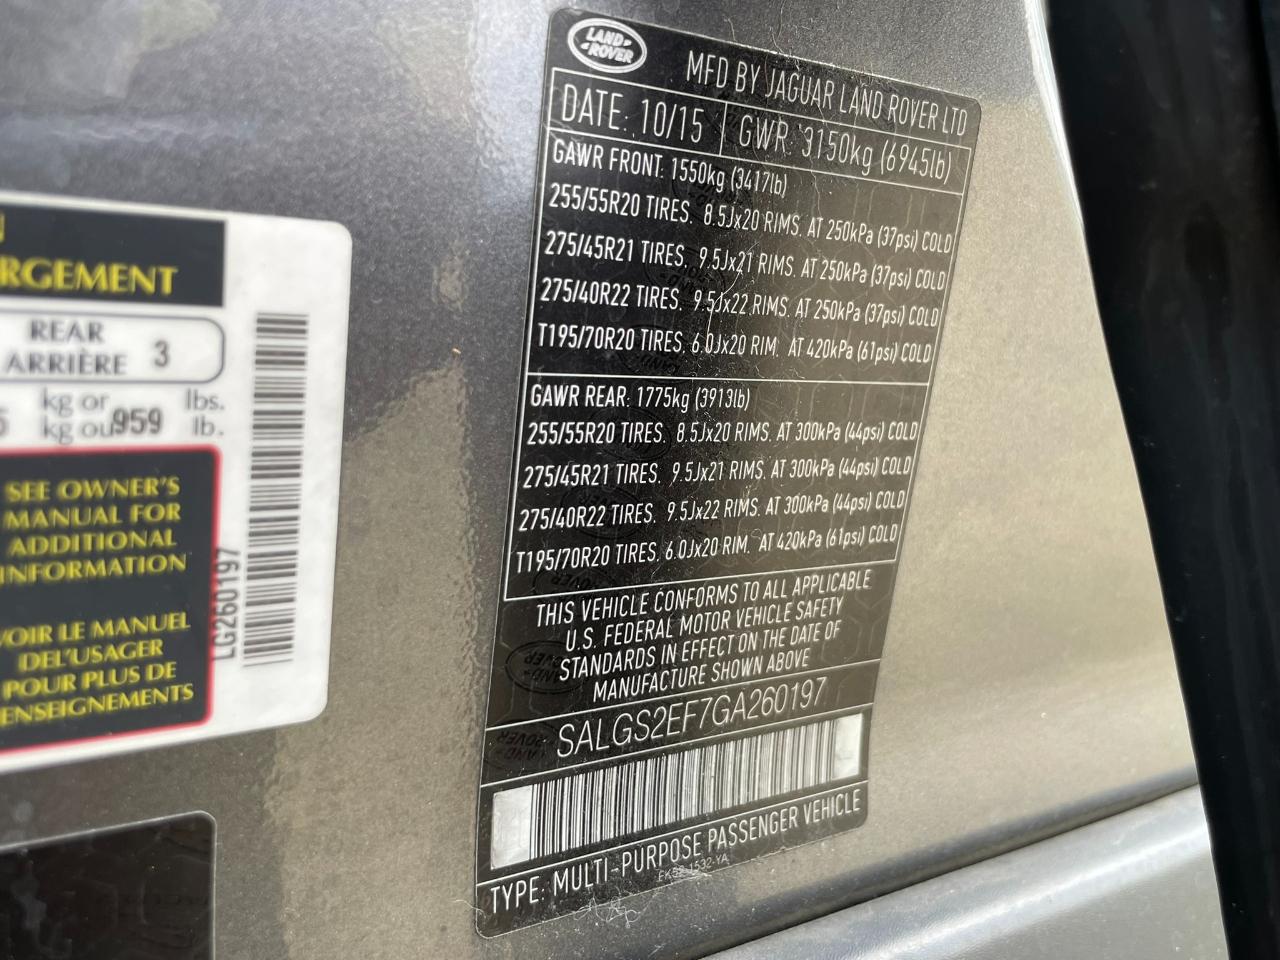 RGEMENT
REAR
ARRIÈRE 3
kg or lbs.
kg ou 959 lb.
SEE OWNER'S
MANUAL FOR
ADDITIONAL
INFORMATION
VOIR LE MANUEL
DEL'USAGER
POUR PLUS DE
ENSEIGNEMENTS
LG260197
LAND
ROVER
MFD BY JAGUAR LAND ROVER LTD
DATE: 10/15 GWR: 3150kg (6945lb)
GAWR FRONT: 1550kg (3417lb)
255/55R20 TIRES. 8.5Jx20 RIMS. AT 250kPa (37psi) COLD
275/45R21 TIRES. 9.5Jx21 RIMS. AT 250kPa (37psi) COLD
275/40R22 TIRES. 9.5Jx22 RIMS. AT 250kPa (37psi) COLD
T195/70R20 TIRES. 6.0Jx20 RIM. AT 420kPa (61psi) COLD
GAWR REAR: 1775kg (3913lb)
255/55R20 TIRES. 8.5Jx20 RIMS. AT 300kPa (44psi) COLD
275/45R21 TIRES. 9.5Jx21 RIMS. AT 300kPa (44psi) COLD
275/40R22 TIRES. 9.5Jx22 RIMS. AT 300kPa (44psi) COLD
T195/70R20 TIRES. 6.0Jx20 RIM. AT 420kPa (61psi) COLD
THIS VEHICLE CONFORMS TO ALL APPLICABLE
U.S. FEDERAL MOTOR VEHICLE SAFETY
STANDARDS IN EFFECT ON THE DATE OF
MANUFACTURE SHOWN ABOVE
SALGS2EF7GA260197
TYPE: MULTI-PURPOSE PASSENGER VEHICLE